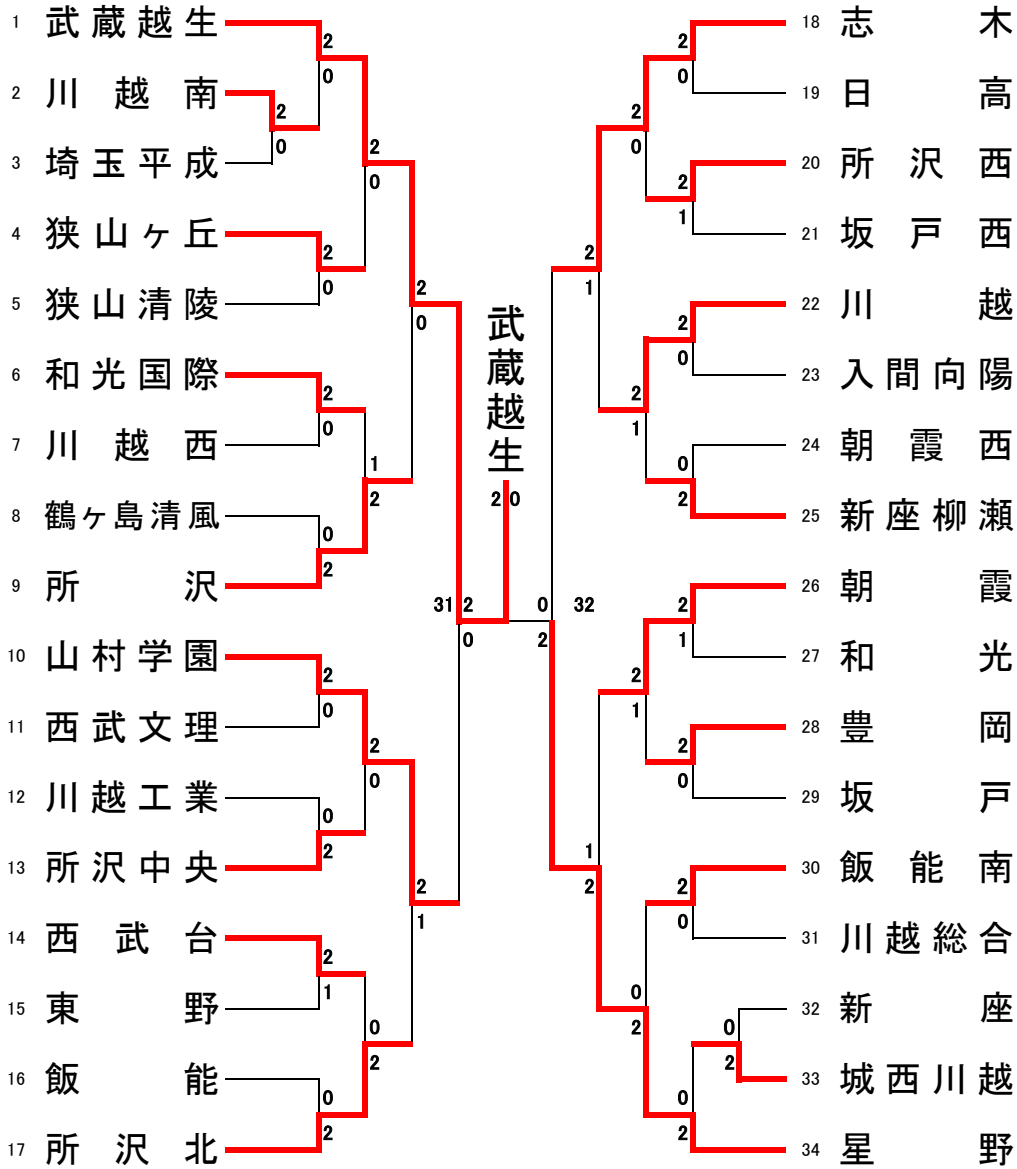 1 武蔵越生
2 川越南
3 埼玉平成
4 狭山ヶ丘
5 狭山清陵
6 和光国際
7 川越西
8 鶴ヶ島清風
9 所沢
10 山村学園
11 西武文理
12 川越工業
13 所沢中央
14 西武台
15 東野
16 飯能
17 所沢北
2
0
2
0
2
0
2
0
2
0
2
0
1
2
0
2
31 2
0
2
0
2
0
0
2
2
1
2
1
0
2
0
2
武蔵越生
2 0
0 32
2
2
0
2
0
2
1
2
1
2
0
2
1
0
2
2
1
2
1
2
0
1
2
2
0
0
2
0
2
0
2
18 志木
19 日高
20 所沢西
21 坂戸西
22 川越
23 入間向陽
24 朝霞西
25 新座柳瀬
26 朝霞
27 和光
28 豊岡
29 坂戸
30 飯能南
31 川越総合
32 新座
33 城西川越
34 星野